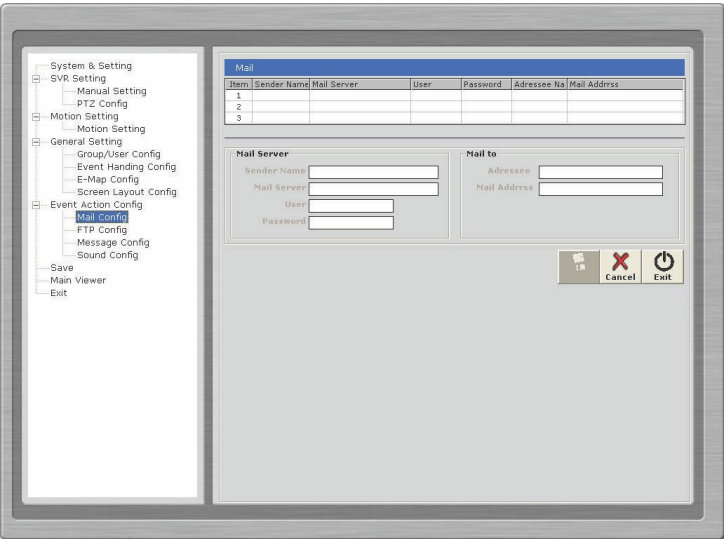 System & Setting
SVR Setting
Manual Setting
PTZ Config
Motion Setting
Motion Setting
General Setting
Group/User Config
Event Handing Config
E-Map Config
Screen Layout Config
Event Action Config
Mail Config
FTP Config
Message Config
Sound Config
Save
Main Viewer
Exit
Mail
Item Sender Name Mail Server User Password Adressee Na Mail Addrrss
1
2
3
Mail Server
Sender Name
Mail Server
User
Password
Mail to
Adressee
Mail Addrrss
Cancel
Exit